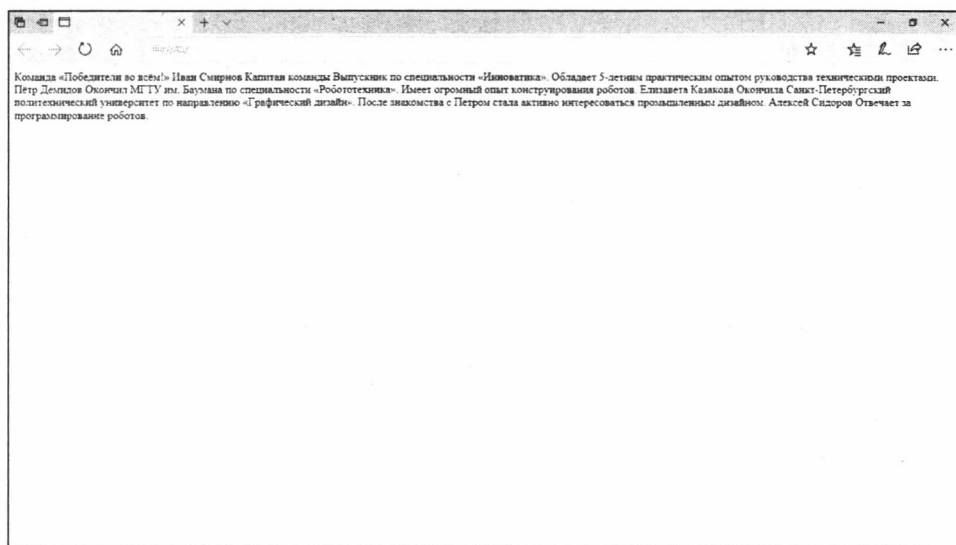 Команда «Победители во всём!» Иван Смирнов Капитан команды Выпускник по специальности «Инноватика». Обладает 5-летним практическим опытом руководства техническими проектами.
Пётр Демидов Окончил МГТУ им. Баумана по специальности «Робототехника». Имеет огромный опыт конструирования роботов. Елизавета Казакова Окончила Санкт-Петербургский
политехнический университет по направлению «Графический дизайн». После знакомства с Петром стала активно интересоваться промышленным дизайном. Алексей Сидоров Отвечает за
программирование роботов.